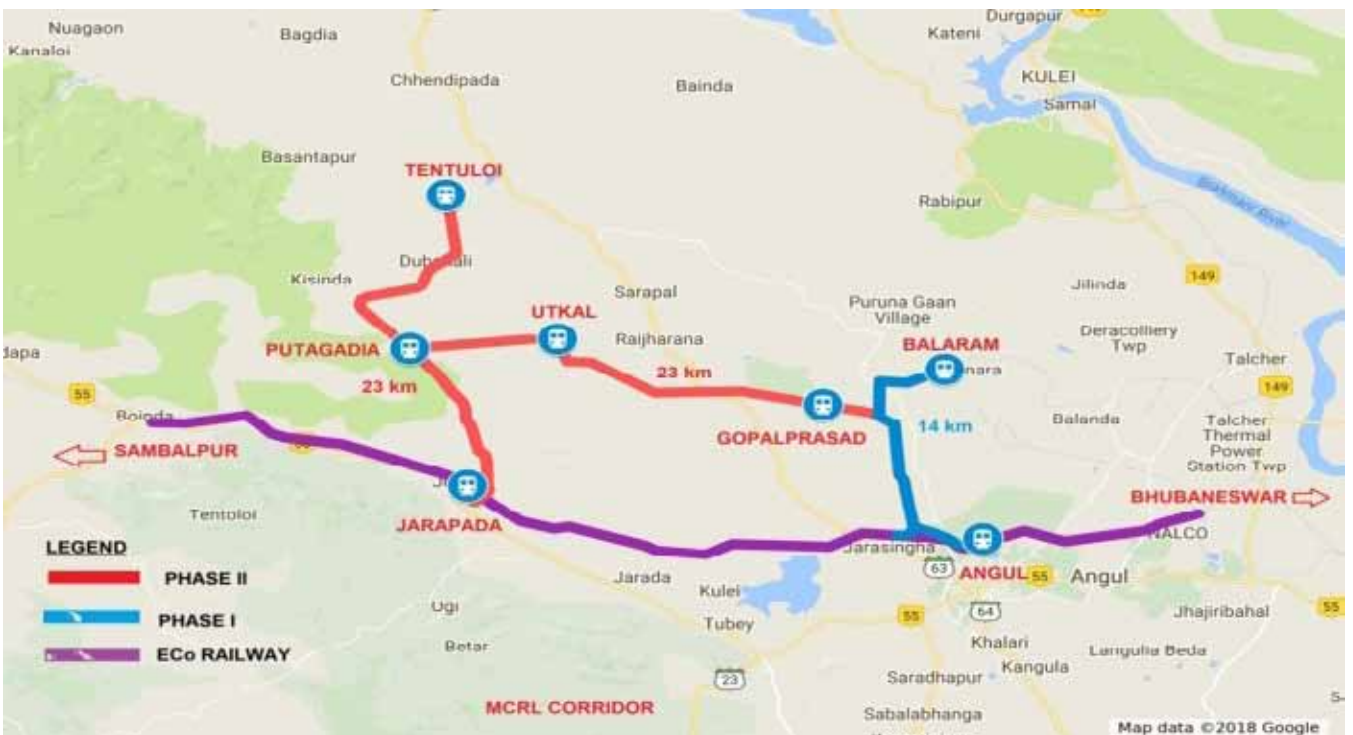 Nuagaon
Kanaloi
Bagdia
Durgapur
Kateni
Chhendipada
Bainda
KULEI
Samal
Basantapur
TENTULOI
Rabipur
Kisinda
Sarapal
149
Jilinda
Puruna Gaan
Village
UTKAL
Raijharana
Deracolliery
Twp
PUTAGADIA
BALARAM
Talcher
23 km
23 km
55
149
Boinda
GOPALPRASAD
14 km
Balanda
Talcher
Thermal
Power
Station Twp
SAMBALPUR
BHUBANESWAR
Tentoloi
JARAPADA
NALCO
LEGEND
Jarasingha
63
ANGUL
55
Angul
PHASE II
Jarada
Kulei
PHASE I
Ugi
Tubey
55
64
Jhajiribahal
55
ECo RAILWAY
Betar
Khalari
Langulia Beda
Kangula
23
Saradhapur
MCRL CORRIDOR
Sabalabhanga
Map data ©2018 Google